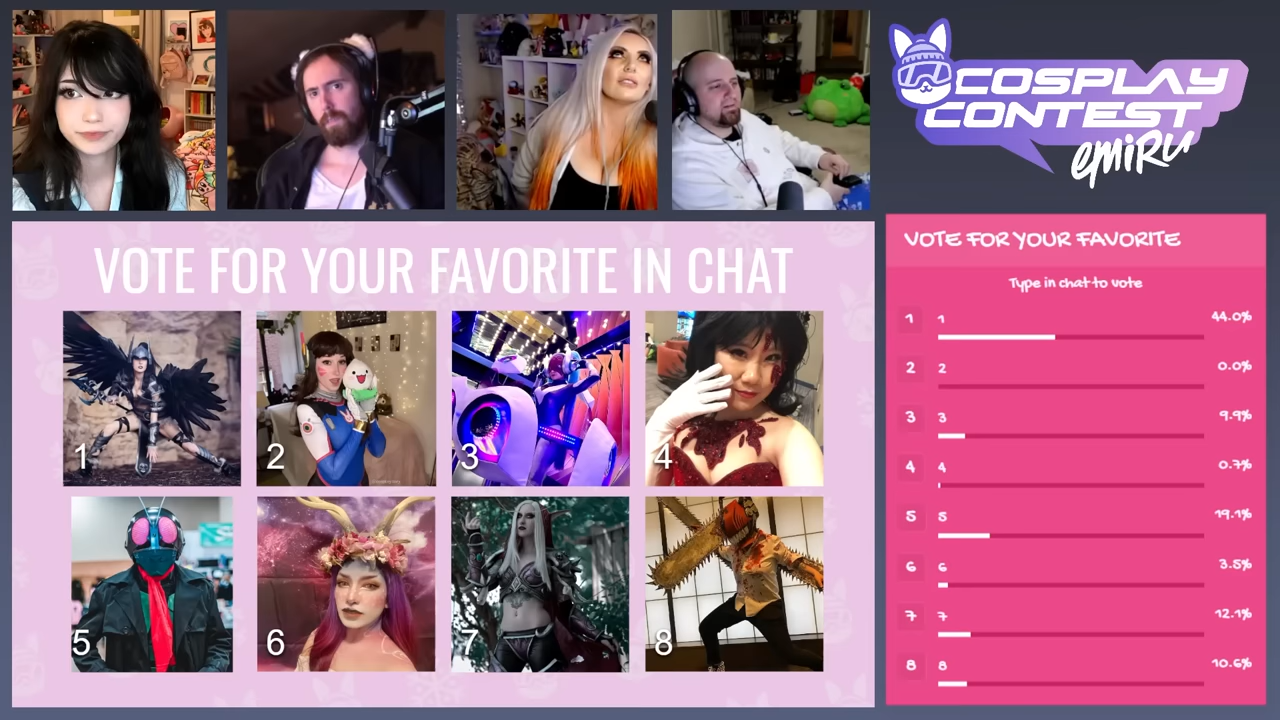 COSPLAY
CONTEST
emiru
VOTE FOR YOUR FAVORITE IN CHAT
1
2
3
4
5
6
7
8
VOTE FOR YOUR FAVORITE
Type in chat to vote
1 1 44.0%
2 2 0.0%
3 3 9.9%
4 4 0.7%
5 5 19.1%
6 6 3.5%
7 7 12.1%
8 8 10.6%